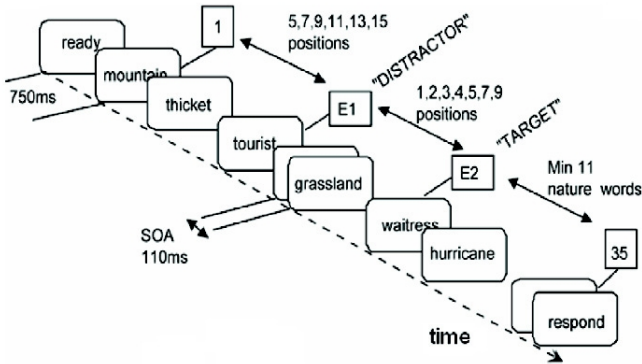 ready
1
5,7,9,11,13,15
positions
mountain
750ms
thicket
"DISTRACTOR"
E1
1,2,3,4,5,7,9
positions
tourist
"TARGET"
grassland
E2
Min 11
nature words
SOA
110ms
waitress
hurricane
35
respond
time